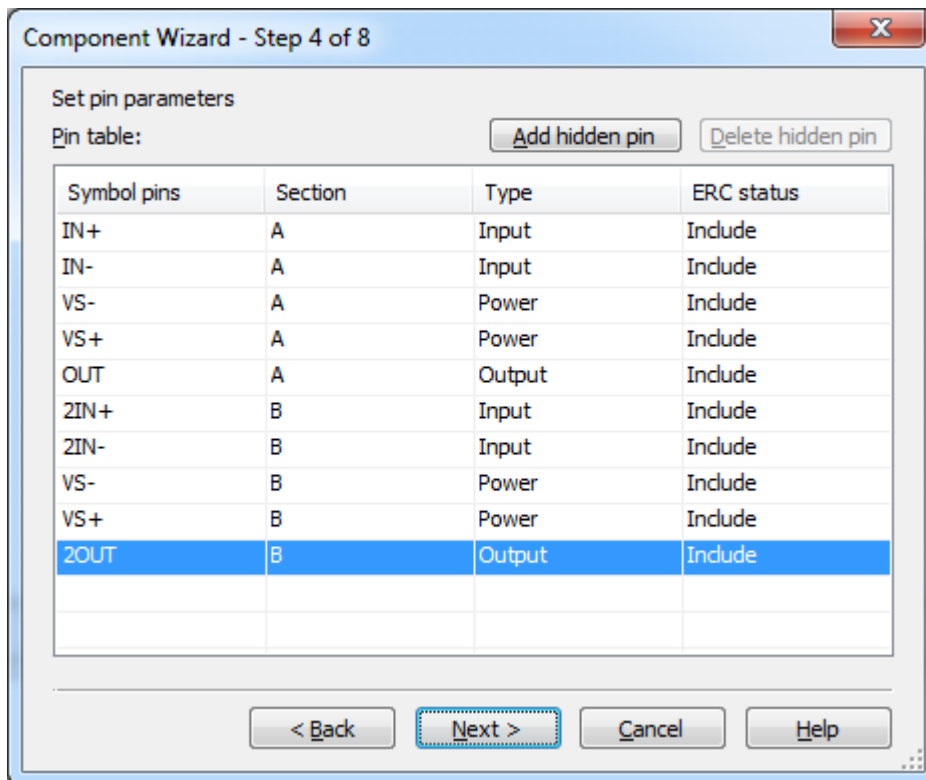 Component Wizard - Step 4 of 8
Set pin parameters
Pin table: Add hidden pin Delete hidden pin
Symbol pins Section Type ERC status
IN+ A Input Include
IN- A Input Include
VS- A Power Include
VS+ A Power Include
OUT A Output Include
2IN+ B Input Include
2IN- B Input Include
VS- B Power Include
VS+ B Power Include
2OUT B Output Include
< Back Next > Cancel Help